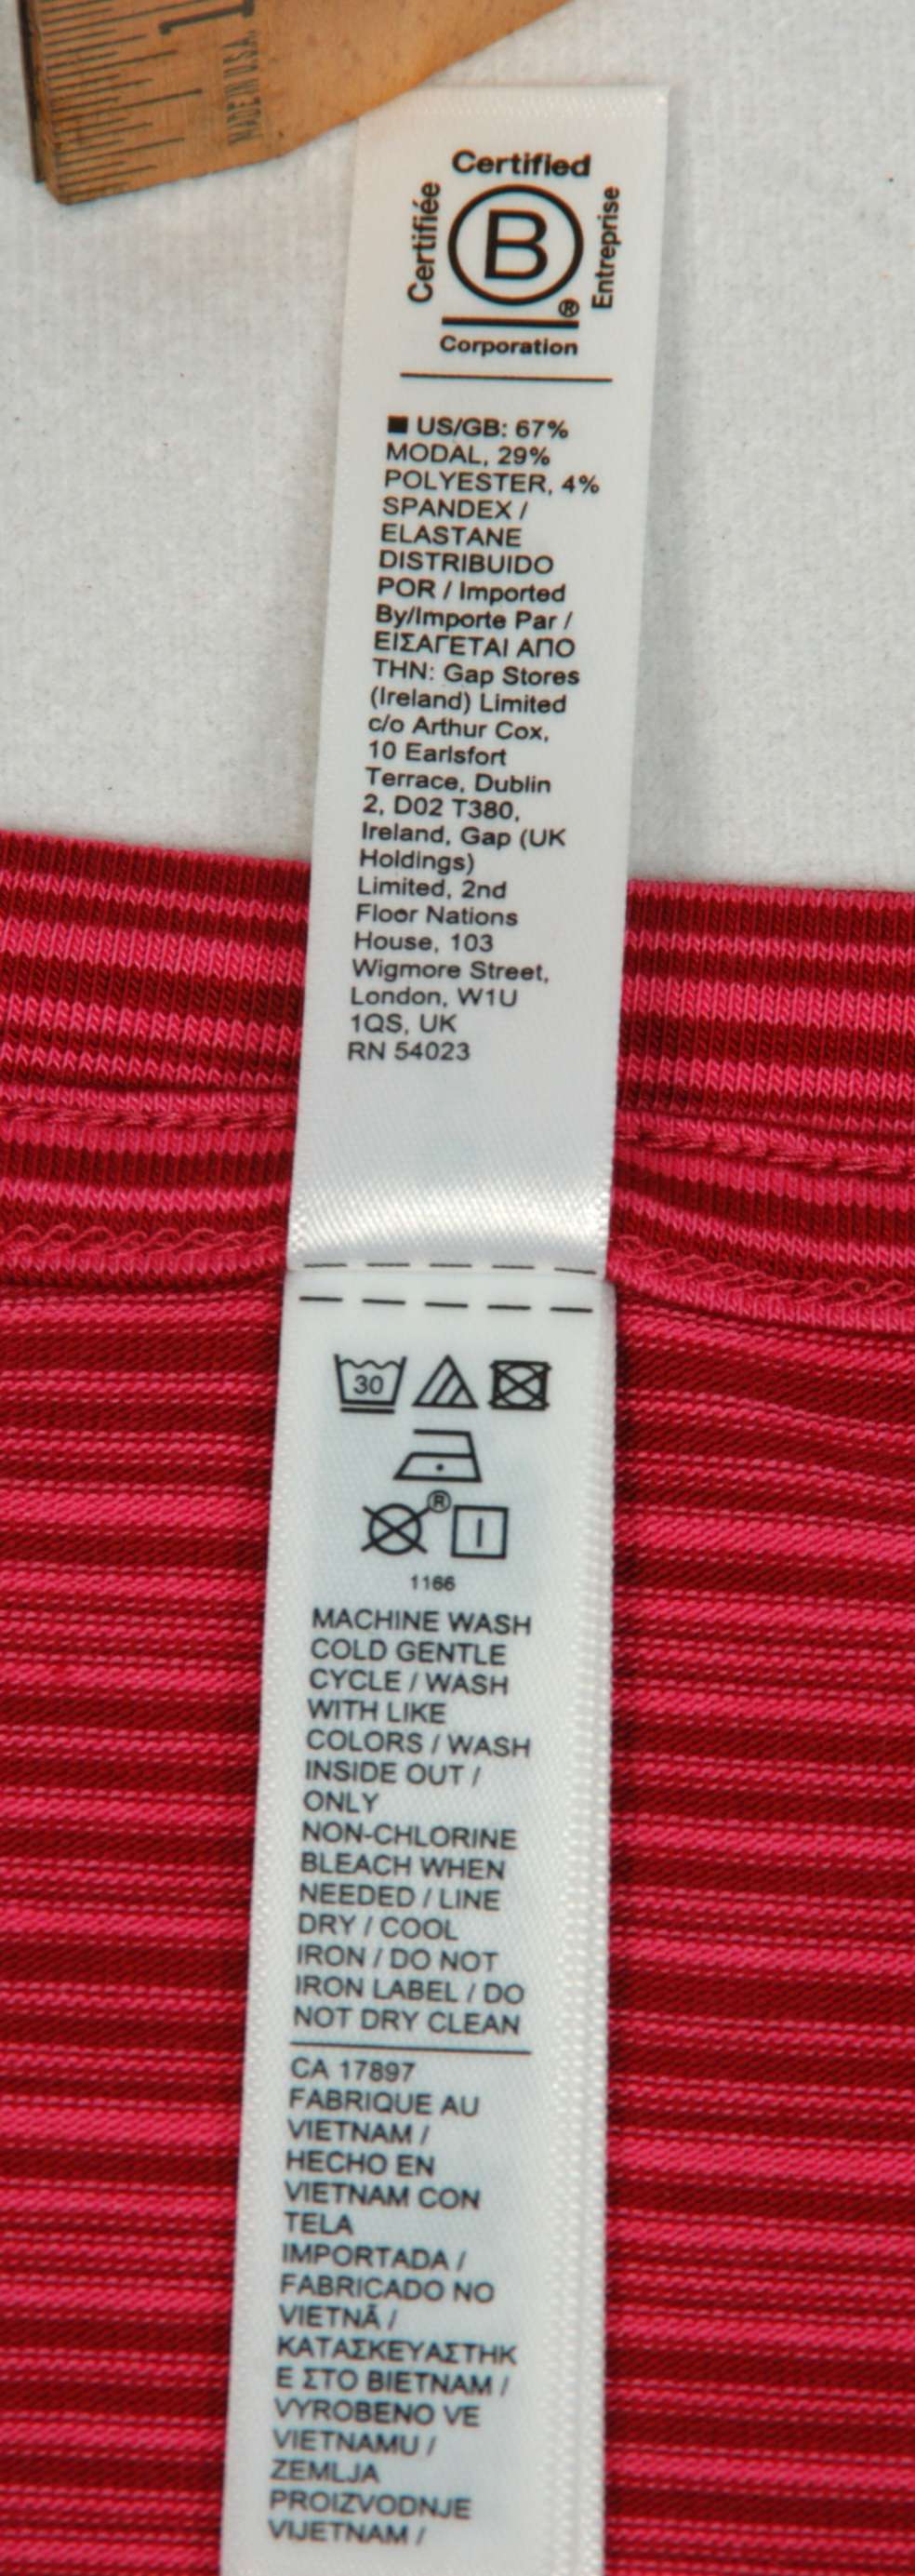 1
MADE IN U.S.A.
Certified
Certifiée
B
®
Entreprise
Corporation
■ US/GB: 67%
MODAL, 29%
POLYESTER, 4%
SPANDEX /
ELASTANE
DISTRIBUIDO
POR / Imported
By/Importe Par /
ΕΙΣΑΓΕΤΑΙ ΑΠΟ
ΤΗΝ: Gap Stores
(Ireland) Limited
c/o Arthur Cox,
10 Earlsfort
Terrace, Dublin
2, D02 T380,
Ireland, Gap (UK
Holdings)
Limited, 2nd
Floor Nations
House, 103
Wigmore Street,
London, W1U
1QS, UK
RN 54023
30
®
1166
MACHINE WASH
COLD GENTLE
CYCLE / WASH
WITH LIKE
COLORS / WASH
INSIDE OUT /
ONLY
NON-CHLORINE
BLEACH WHEN
NEEDED / LINE
DRY / COOL
IRON / DO NOT
IRON LABEL / DO
NOT DRY CLEAN
CA 17897
FABRIQUE AU
VIETNAM /
HECHO EN
VIETNAM CON
TELA
IMPORTADA /
FABRICADO NO
VIETNÃ /
ΚΑΤΑΣΚΕΥΑΣΤΗΚ
Ε ΣΤΟ ΒΙΕΤΝΑΜ /
VYROBENO VE
VIETNAMU /
ZEMLJA
PROIZVODNJE
VIJETNAM /